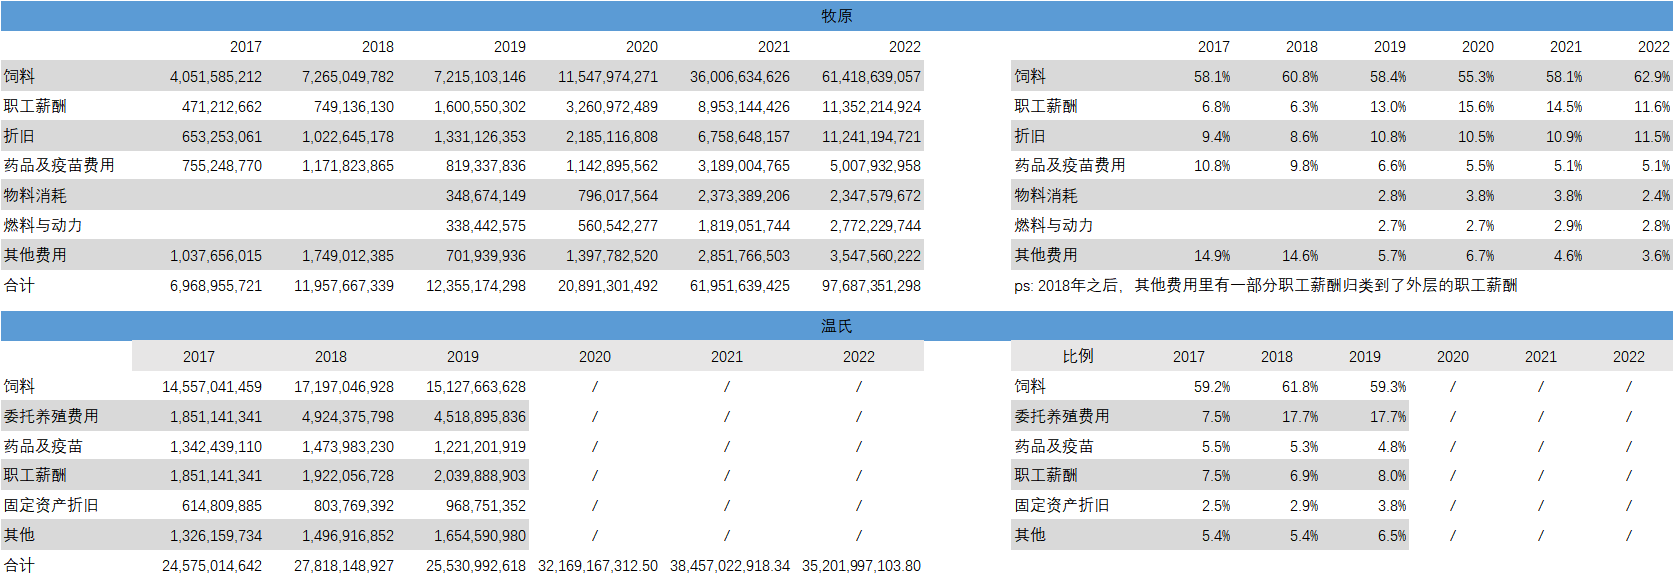 牧原
2017 2018 2019 2020 2021 2022 2017 2018 2019 2020 2021 2022
饲料 4,051,585,212 7,265,049,782 7,215,103,146 11,547,974,271 36,006,634,626 61,418,639,057 饲料 58.1% 60.8% 58.4% 55.3% 58.1% 62.9%
职工薪酬 471,212,662 749,136,130 1,600,550,302 3,260,972,489 8,953,144,426 11,352,214,924 职工薪酬 6.8% 6.3% 13.0% 15.6% 14.5% 11.6%
折旧 653,253,061 1,022,645,178 1,331,126,353 2,185,116,808 6,758,648,157 11,241,194,721 折旧 9.4% 8.6% 10.8% 10.5% 10.9% 11.5%
药品及疫苗费用 755,248,770 1,171,823,865 819,337,836 1,142,895,562 3,189,004,765 5,007,932,958 药品及疫苗费用 10.8% 9.8% 6.6% 5.5% 5.1% 5.1%
物料消耗 348,674,149 796,017,564 2,373,389,206 2,347,579,672 物料消耗 2.8% 3.8% 3.8% 2.4%
燃料与动力 338,442,575 560,542,277 1,819,051,744 2,772,229,744 燃料与动力 2.7% 2.7% 2.9% 2.8%
其他费用 1,037,656,015 1,749,012,385 701,939,936 1,397,782,520 2,851,766,503 3,547,560,222 其他费用 14.9% 14.6% 5.7% 6.7% 4.6% 3.6%
合计 6,968,955,721 11,957,667,339 12,355,174,298 20,891,301,492 61,951,639,425 97,687,351,298 ps: 2018年之后，其他费用里有一部分职工薪酬归类到了外层的职工薪酬
温氏
2017 2018 2019 2020 2021 2022 比例 2017 2018 2019 2020 2021 2022
饲料 14,557,041,459 17,197,046,928 15,127,663,628 / / / 饲料 59.2% 61.8% 59.3% / / /
委托养殖费用 1,851,141,341 4,924,375,798 4,518,895,836 / / / 委托养殖费用 7.5% 17.7% 17.7% / / /
药品及疫苗 1,342,439,110 1,473,983,230 1,221,201,919 / / / 药品及疫苗 5.5% 5.3% 4.8% / / /
职工薪酬 1,851,141,341 1,922,056,728 2,039,888,903 / / / 职工薪酬 7.5% 6.9% 8.0% / / /
固定资产折旧 614,809,885 803,769,392 968,751,352 / / / 固定资产折旧 2.5% 2.9% 3.8% / / /
其他 1,326,159,734 1,496,916,852 1,654,590,980 / / / 其他 5.4% 5.4% 6.5% / / /
合计 24,575,014,642 27,818,148,927 25,530,992,618 32,169,167,312.50 38,457,022,918.34 35,201,997,103.80